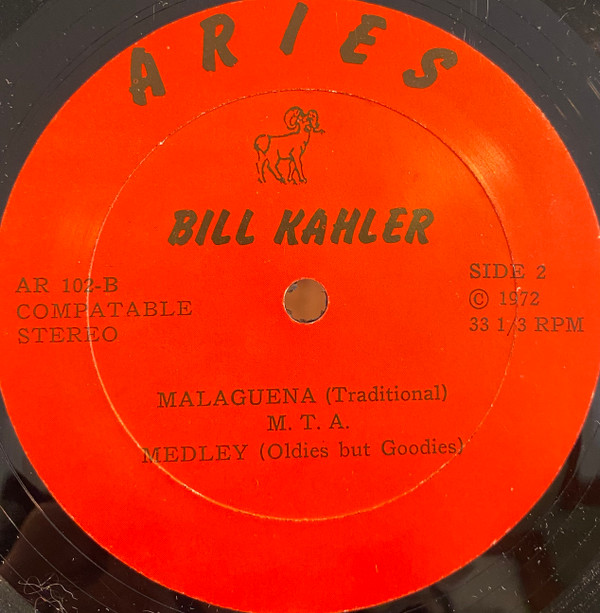 ARIES
BILL KAHLER
AR 102-B
COMPATABLE
STEREO
SIDE 2
© 1972
33 1/3 RPM
MALAGUENA (Traditional)
M. T. A.
MEDLEY (Oldies but Goodies)